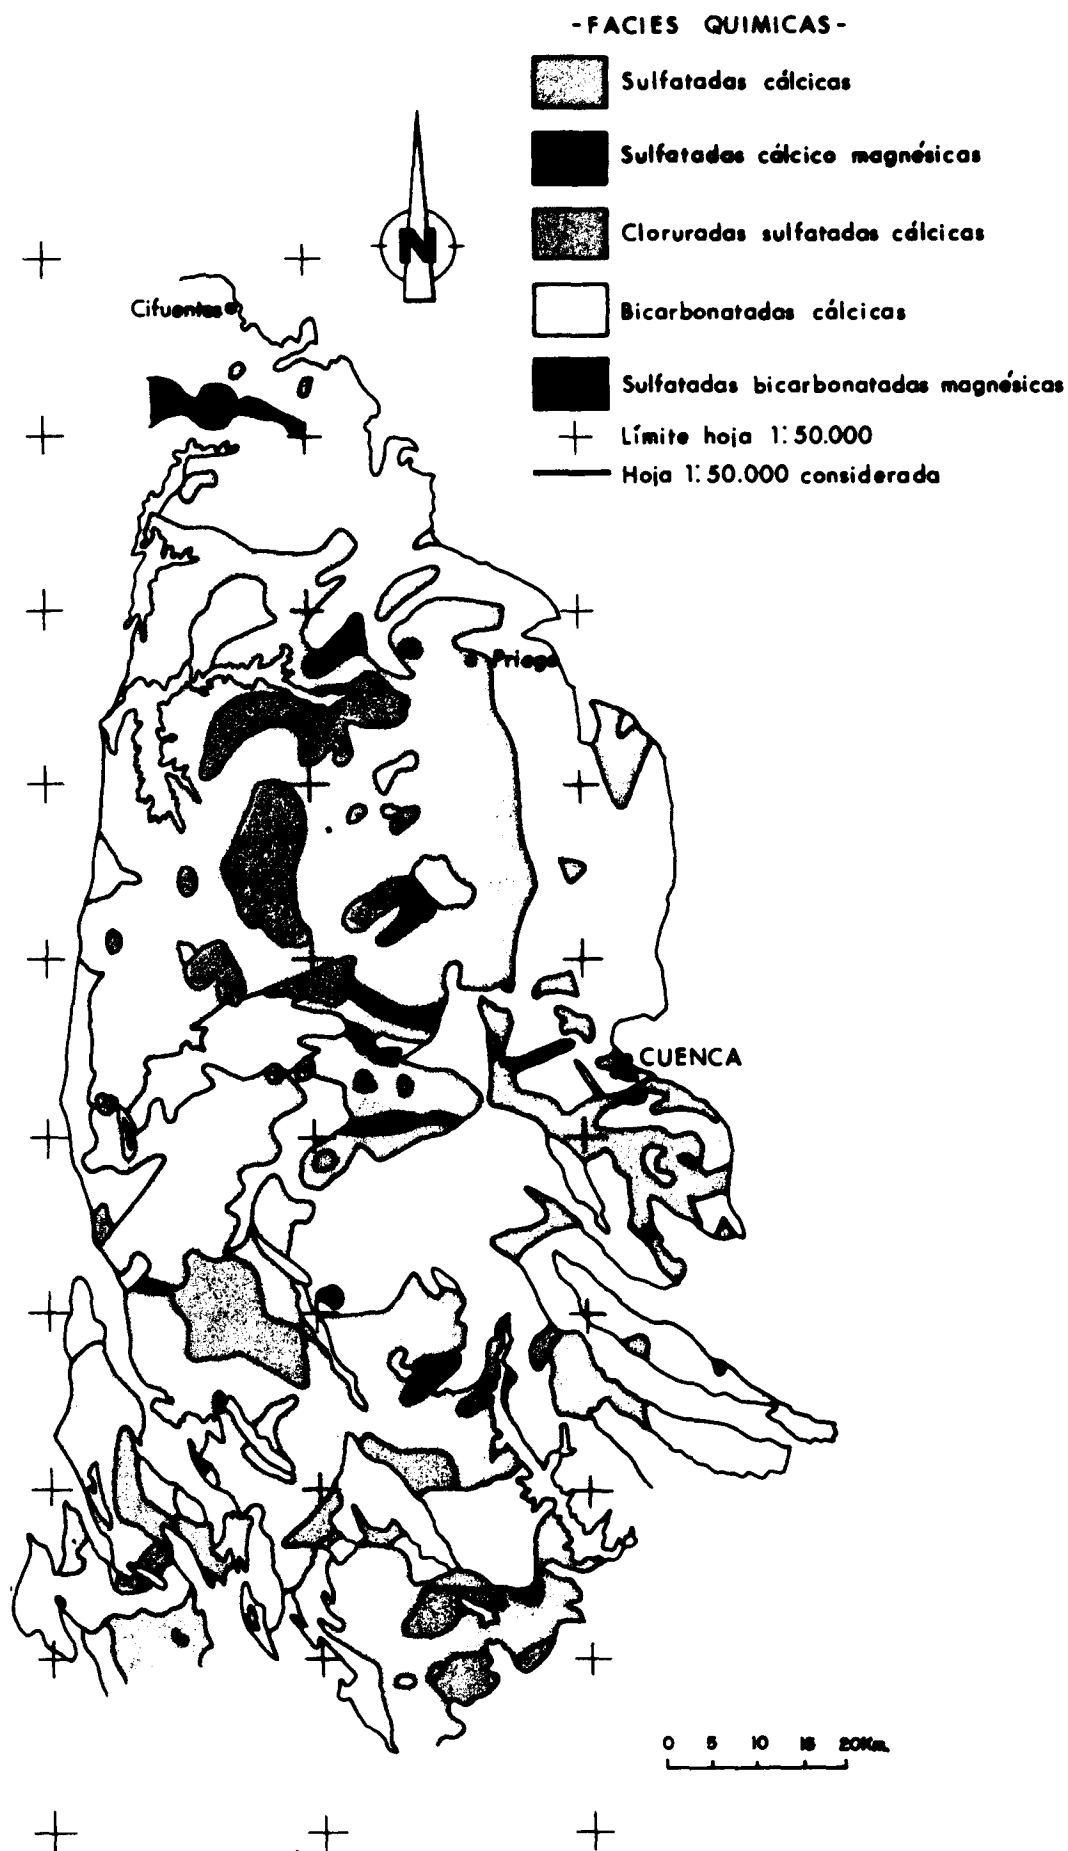 -FACIES QUIMICAS-
Sulfatadas cálcicas
Sulfatadas cálcico magnésicas
Cloruradas sulfatadas cálcicas
N
Cifuentes
Bicarbonatadas cálcicas
Sulfatadas bicarbonatadas magnésicas
Límite hoja 1:50.000
Hoja 1:50.000 considerada
Priego
CUENCA
0 5 10 15 20Km.